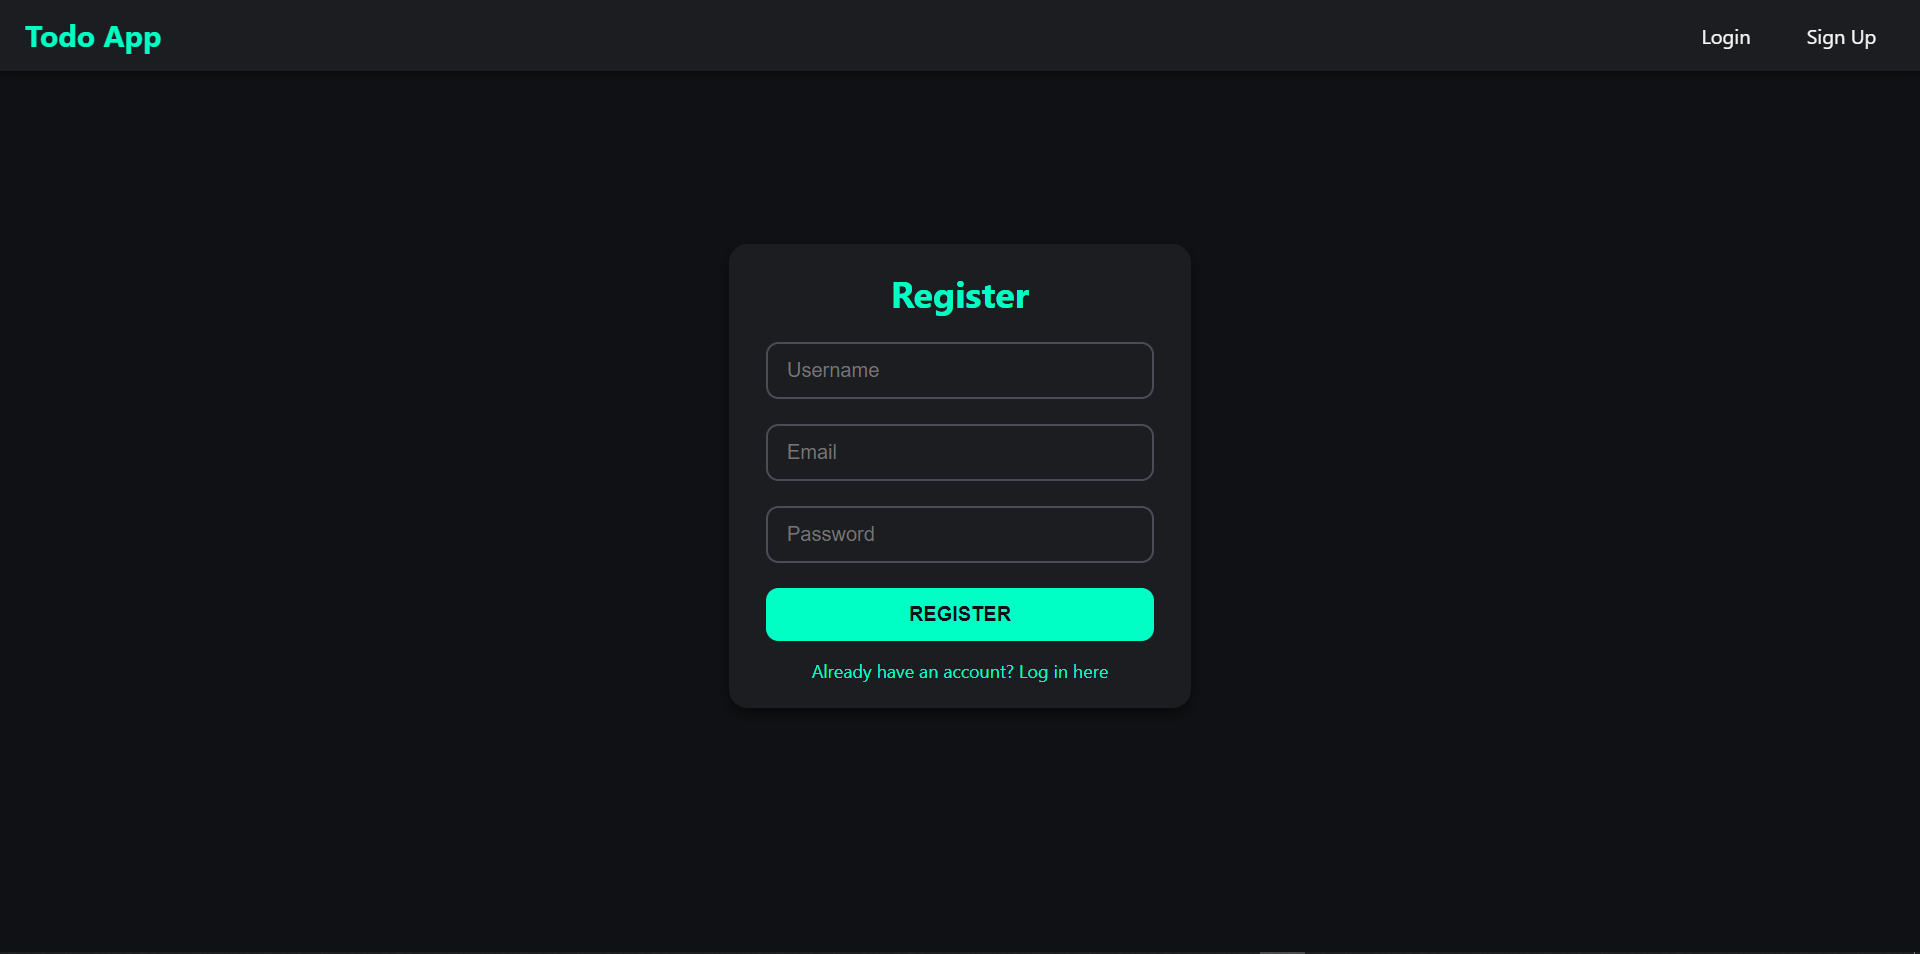 Todo App
Login
Sign Up
Register
Username
Email
Password
REGISTER
Already have an account? Log in here